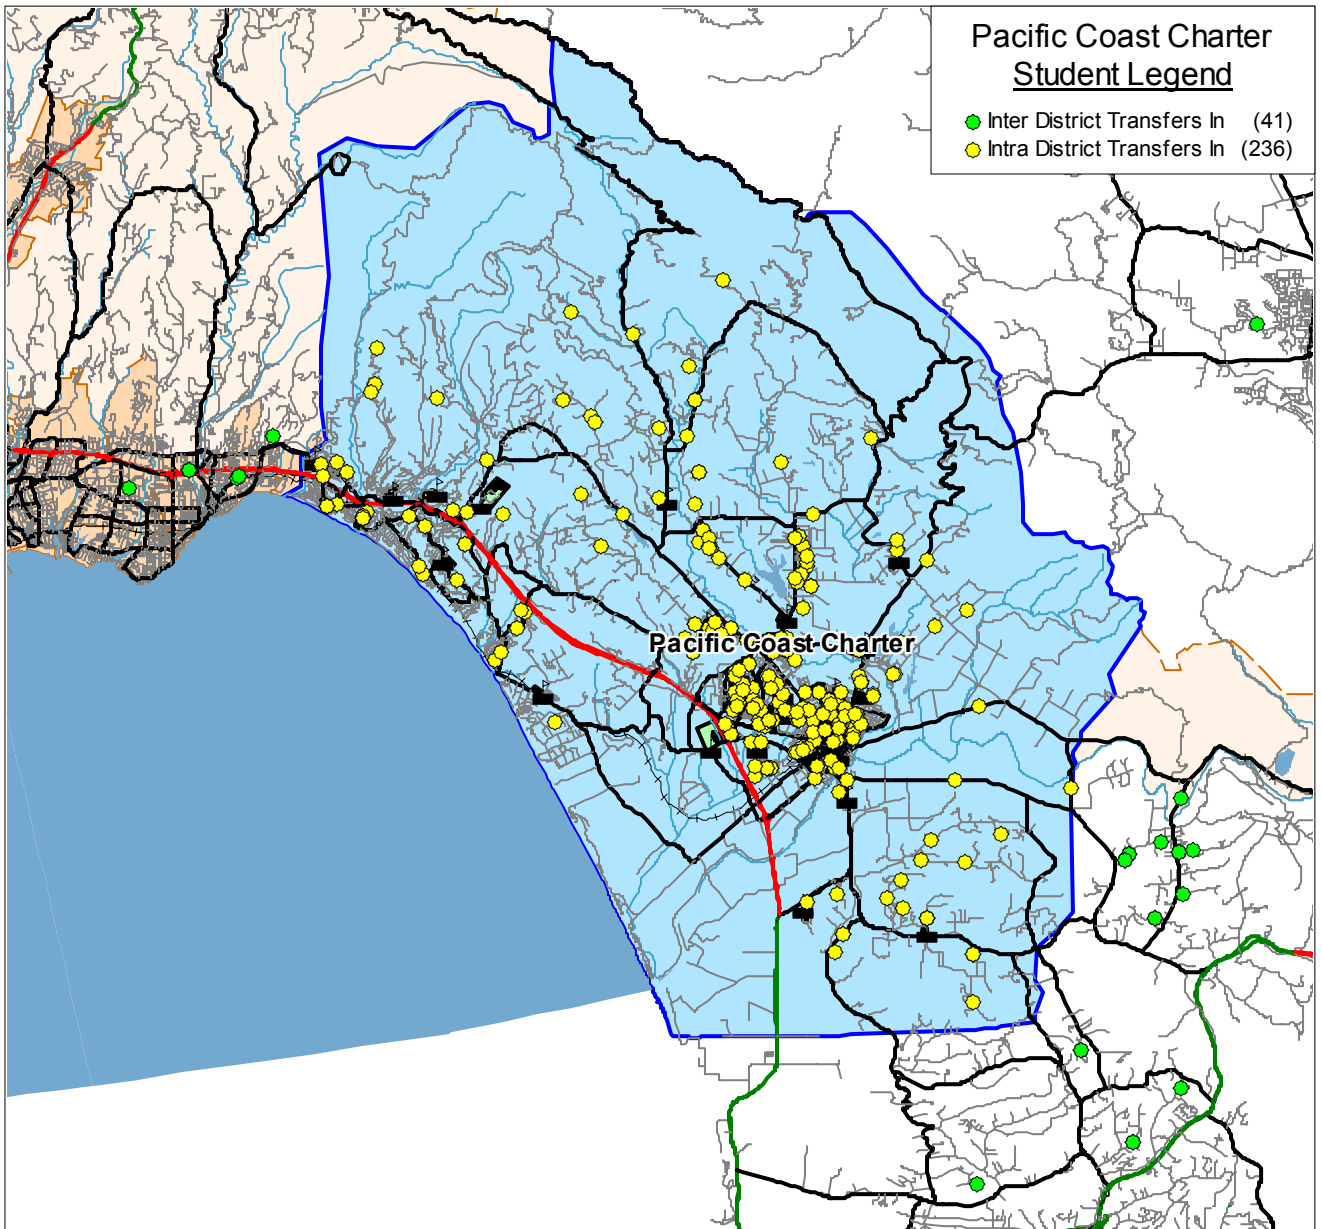 Pacific Coast Charter
Student Legend
Inter District Transfers In (41)
Intra District Transfers In (236)
Pacific Coast Charter